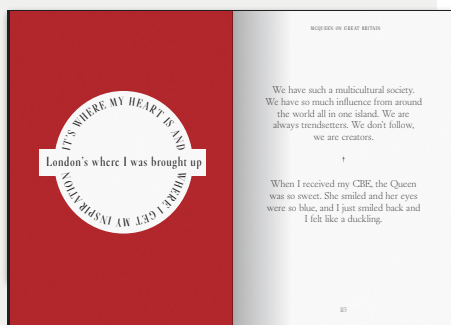 IT'S WHERE MY HEART IS AND
London's where I was brought up
WHERE I GET MY INSPIRATION
MCQUEEN ON GREAT BRITAIN
We have such a multicultural society.
We have so much influence from around
the world all in one island. We are
always trendsetters. We don't follow,
we are creators.
†
When I received my CBE, the Queen
was so sweet. She smiled and her eyes
were so blue, and I just smiled back and
I felt like a duckling.